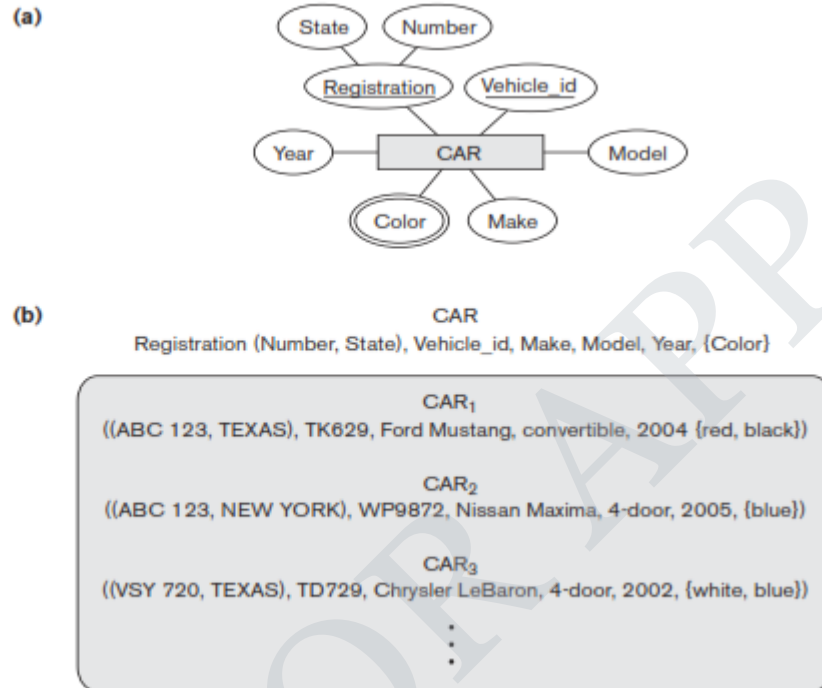 (a)
State Number
Registration Vehicle_id
Year CAR Model
Color Make
(b)
CAR
Registration (Number, State), Vehicle_id, Make, Model, Year, {Color}
CAR1
((ABC 123, TEXAS), TK629, Ford Mustang, convertible, 2004 {red, black})
CAR2
((ABC 123, NEW YORK), WP9872, Nissan Maxima, 4-door, 2005, {blue})
CAR3
((VSY 720, TEXAS), TD729, Chrysler LeBaron, 4-door, 2002, {white, blue})
OR APP